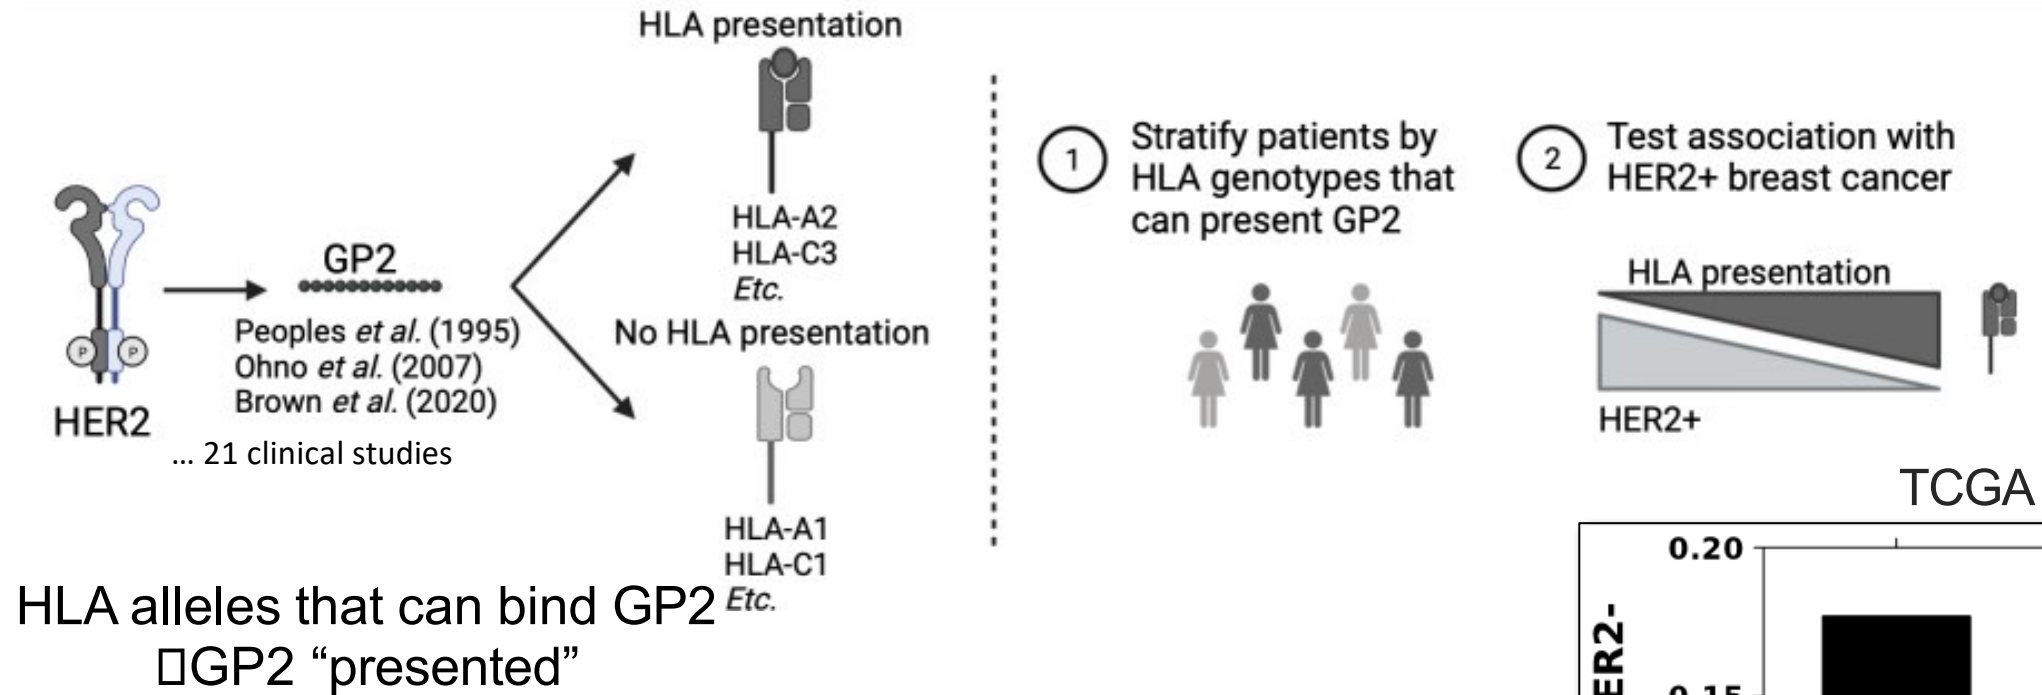 HLA presentation
HLA-A2
HLA-C3
Etc.
GP2
Peoples et al. (1995)
Ohno et al. (2007)
Brown et al. (2020)
... 21 clinical studies
P
P
HER2
No HLA presentation
HLA-A1
HLA-C1
Etc.
HLA alleles that can bind GP2
□GP2 “presented”
1
Stratify patients by
HLA genotypes that
can present GP2
2
Test association with
HER2+ breast cancer
HLA presentation
HER2+
TCGA
0.20
ER2-